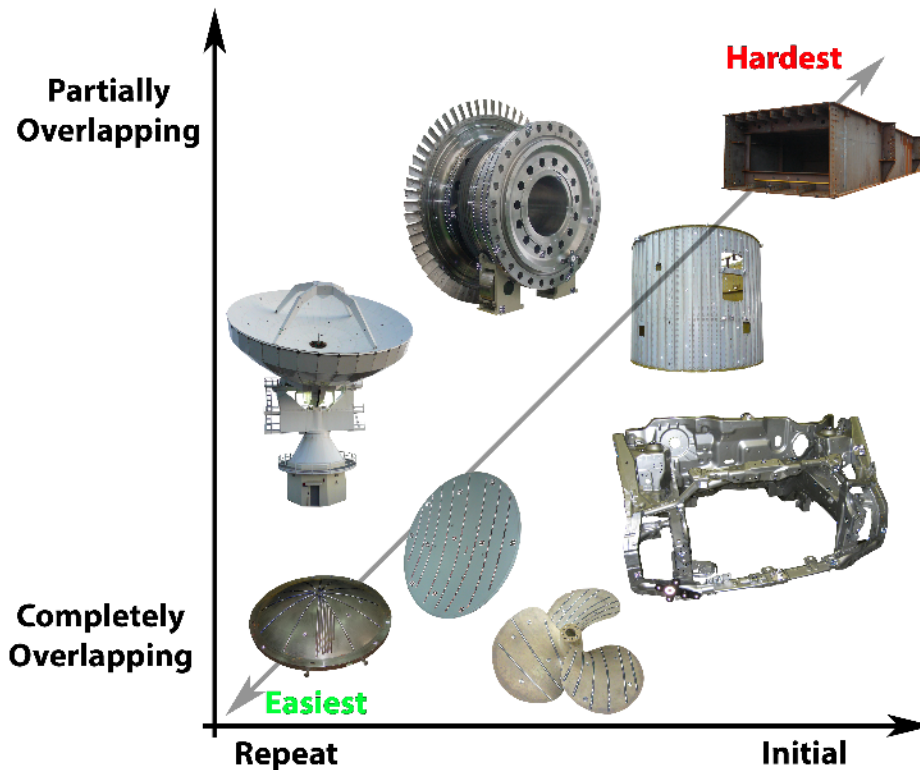 Hardest
Partially
Overlapping
Completely
Overlapping
Easiest
Repeat
Initial